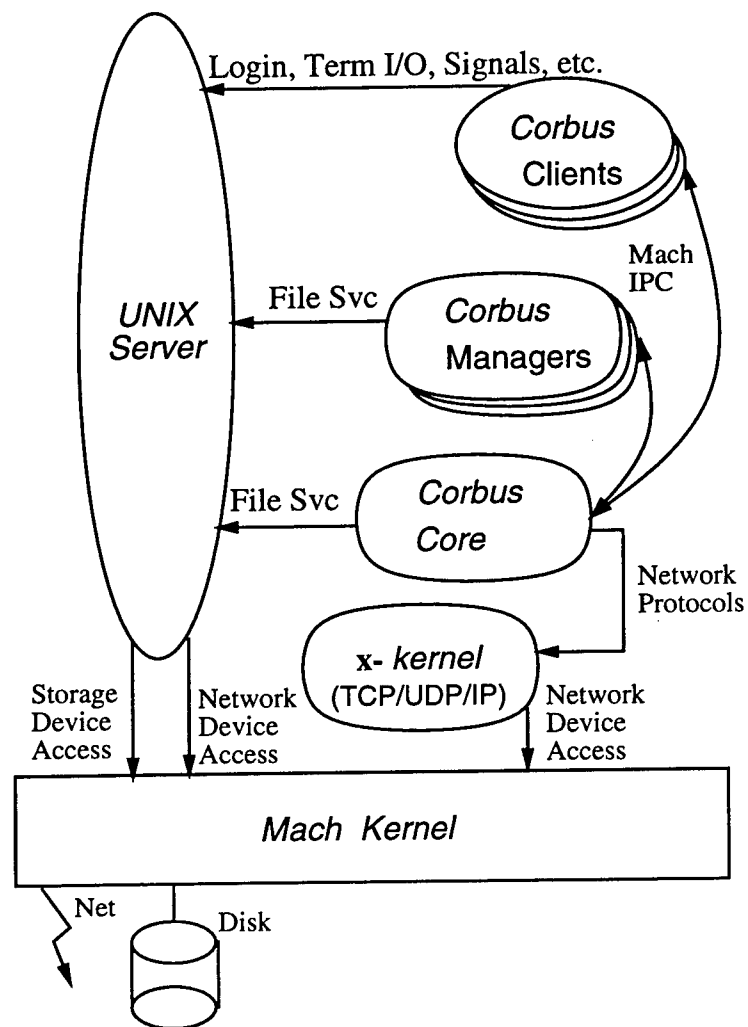 Login, Term I/O, Signals, etc.
Corbus
Clients
Mach
IPC
UNIX
Server
File Svc
Corbus
Managers
File Svc
Corbus
Core
Network
Protocols
x- kernel
(TCP/UDP/IP)
Storage
Device
Access
Network
Device
Access
Network
Device
Access
Mach Kernel
Net
Disk